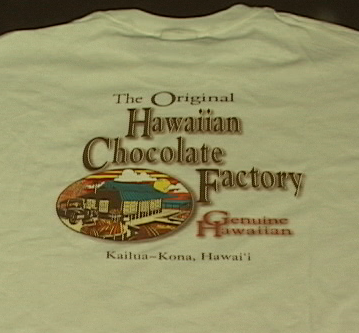 The Original
Hawaiian
Chocolate
Factory
Genuine
Hawaiian
Kailua-Kona, Hawai'i